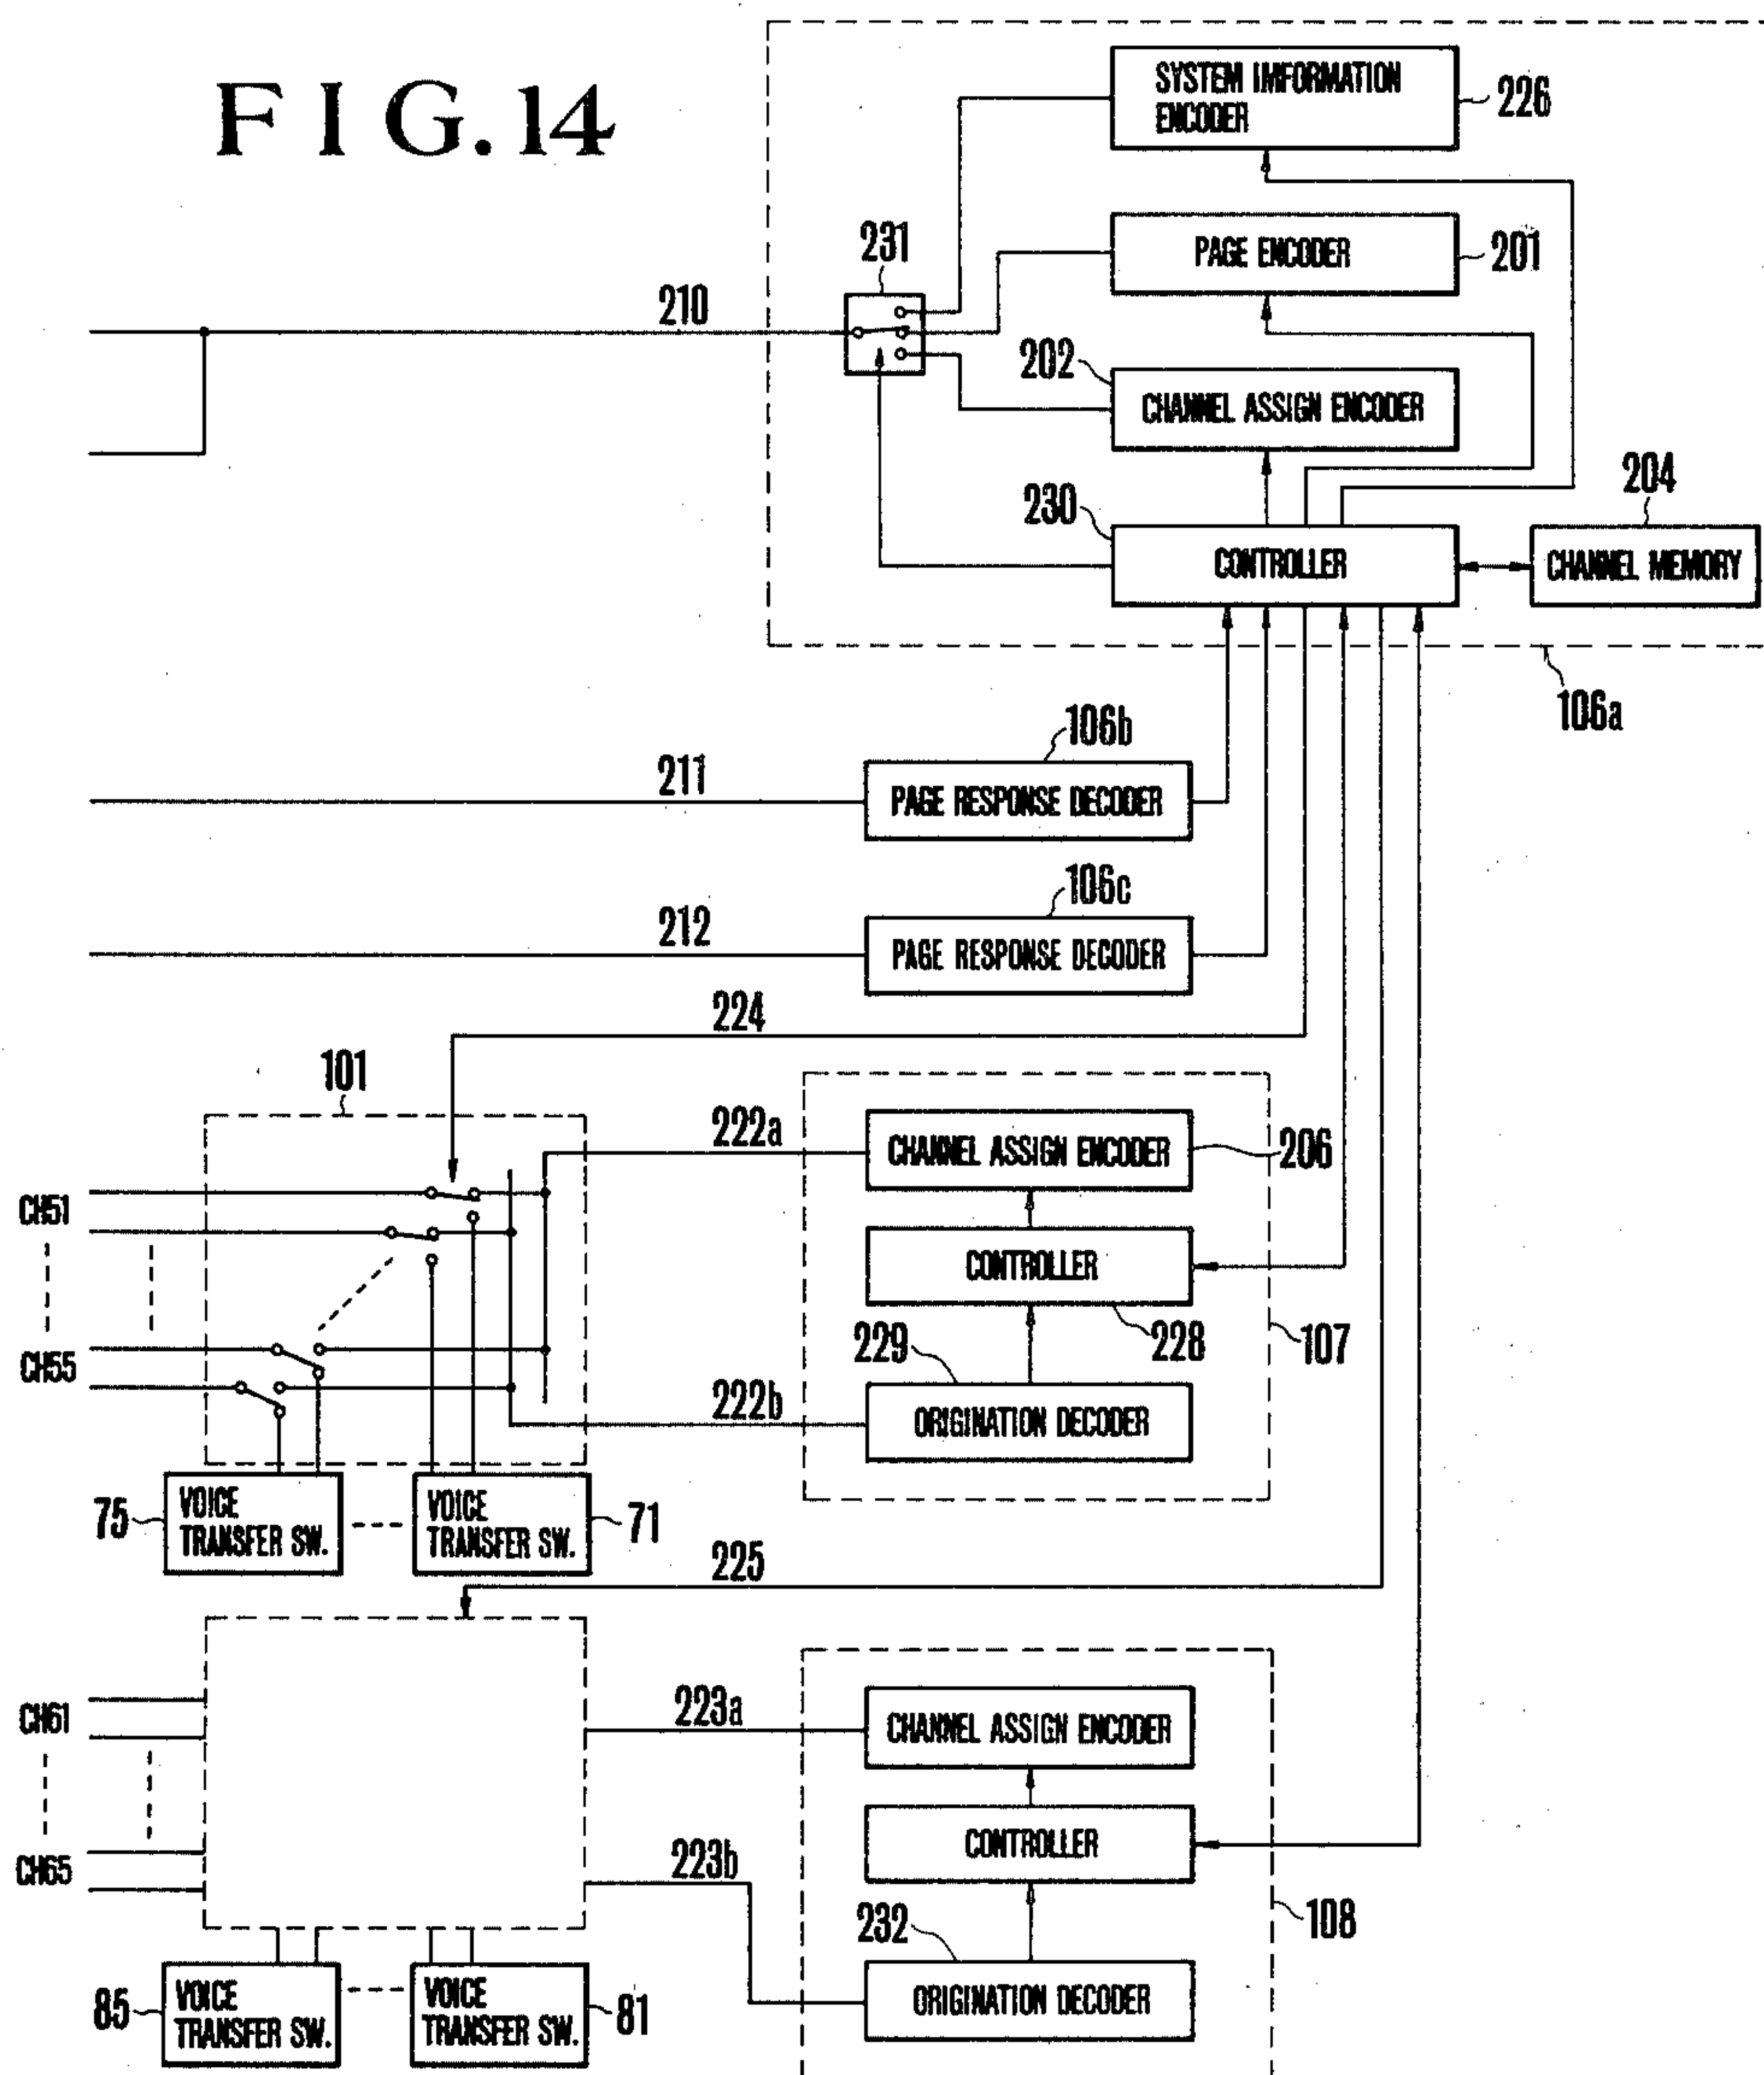 FIG.14
SYSTEM IMFORMATION
ENCODER
226
231
PAGE ENCODER
201
210
202
CHANNEL ASSIGN ENCODER
204
230
CONTROLLER
CHANNEL MEMORY
106a
106b
211
PAGE RESPONSE DECODER
106c
212
PAGE RESPONSE DECODER
224
101
222a
CHANNEL ASSIGN ENCODER
206
CH51
CONTROLLER
229
228
107
CH55
222b
ORIGINATION DECODER
75
VOICE
TRANSFER SW.
VOICE
TRANSFER SW.
71
225
CH61
223a
CHANNEL ASSIGN ENCODER
CONTROLLER
CH65
223b
232
108
ORIGINATION DECODER
85
VOICE
TRANSFER SW.
VOICE
TRANSFER SW.
81